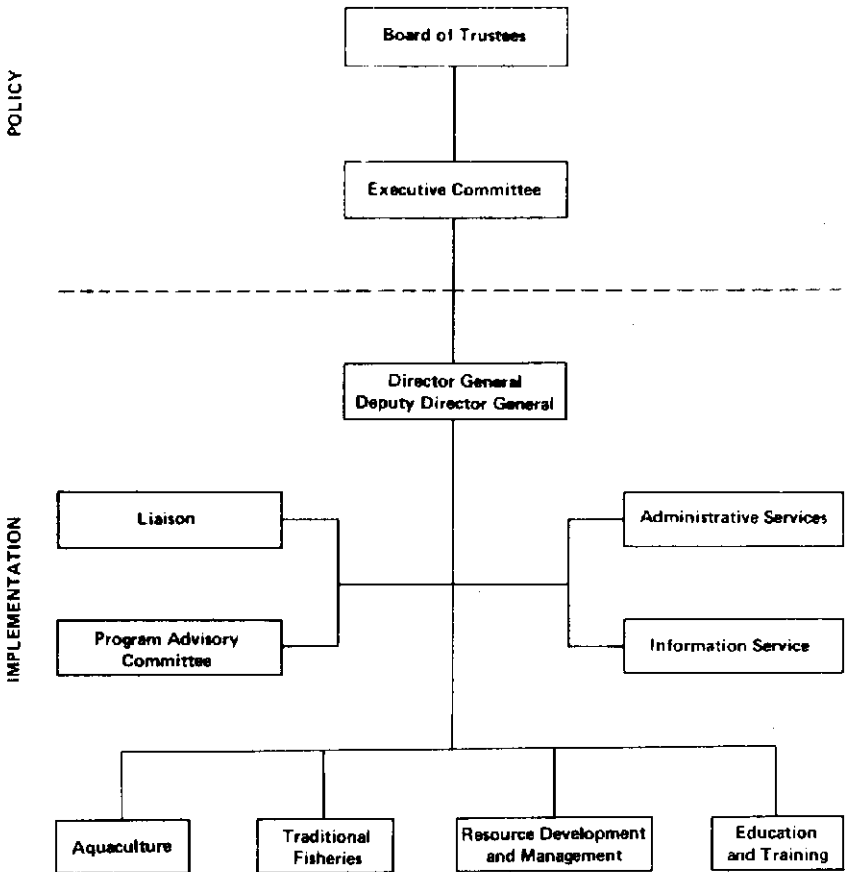 POLICY
Board of Trustees
Executive Committee
IMPLEMENTATION
Director General
Deputy Director General
Liaison
Administrative Services
Program Advisory
Committee
Information Service
Aquaculture
Traditional
Fisheries
Resource Development
and Management
Education
and Training